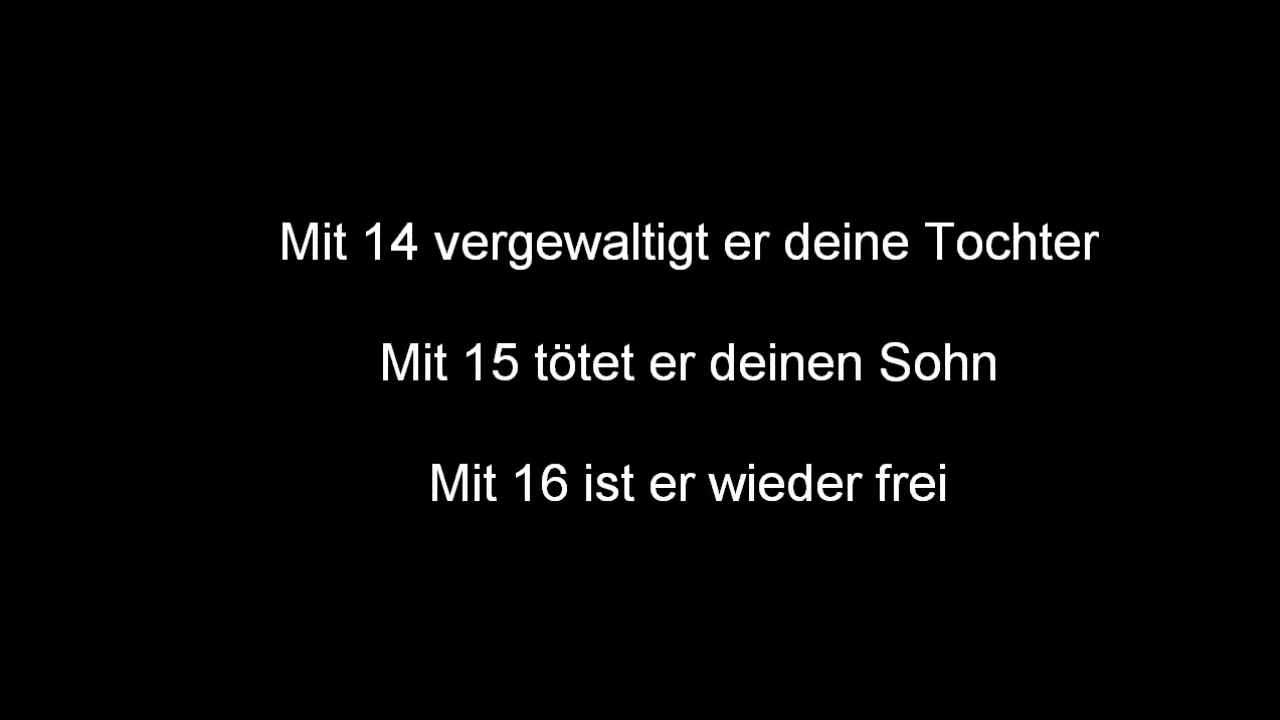 Mit 14 vergewaltigt er deine Tochter
Mit 15 tötet er deinen Sohn
Mit 16 ist er wieder frei